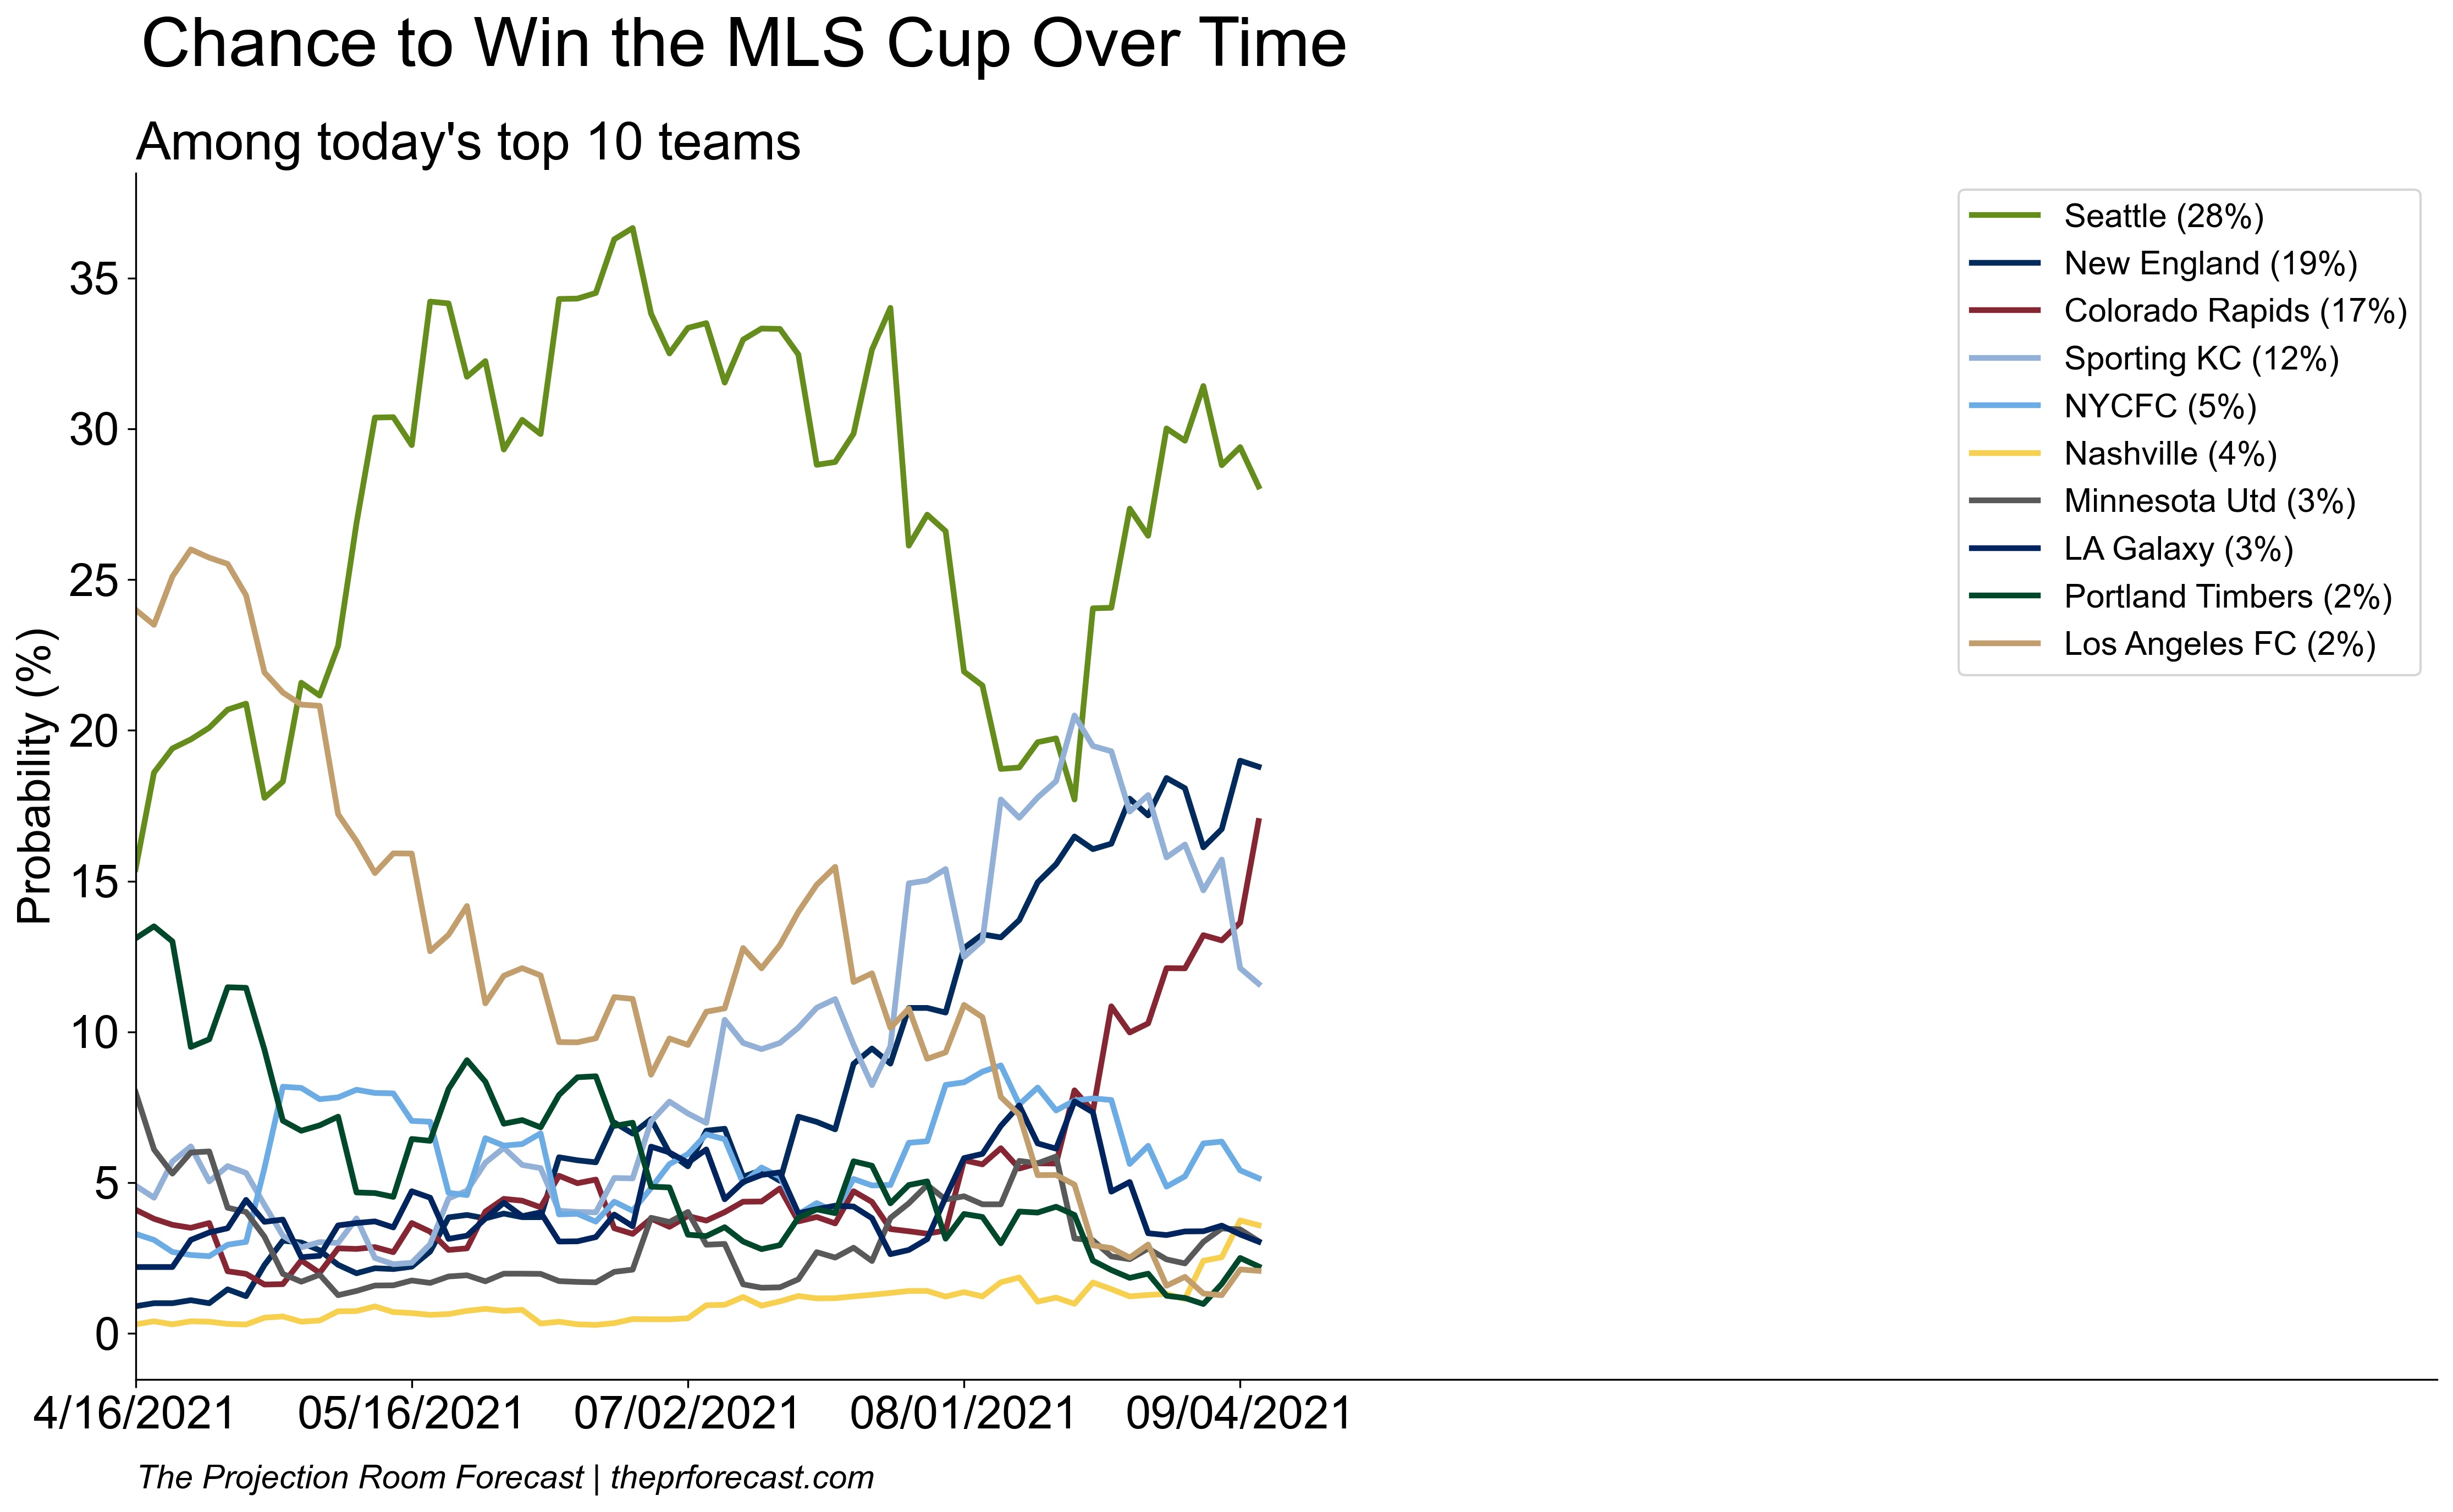 Chance to Win the MLS Cup Over Time
Among today's top 10 teams
Probability (%)
35
30
25
20
15
10
5
0
4/16/2021 05/16/2021 07/02/2021 08/01/2021 09/04/2021
Seattle (28%)
New England (19%)
Colorado Rapids (17%)
Sporting KC (12%)
NYCFC (5%)
Nashville (4%)
Minnesota Utd (3%)
LA Galaxy (3%)
Portland Timbers (2%)
Los Angeles FC (2%)
The Projection Room Forecast | theprforecast.com